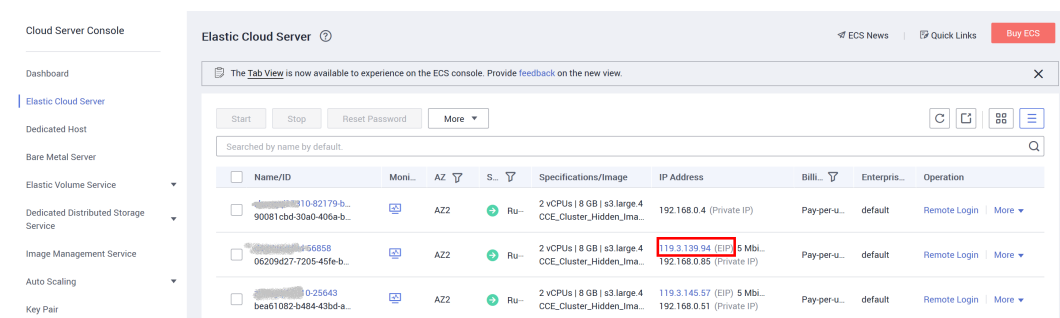 Cloud Server Console
Elastic Cloud Server
ECS News
Quick Links
Buy ECS
Dashboard
The Tab View is now available to experience on the ECS console. Provide feedback on the new view.
Elastic Cloud Server
Dedicated Host
Start Stop Reset Password More
Bare Metal Server
Searched by name by default.
Elastic Volume Service
Dedicated Distributed Storage
Service
Image Management Service
Auto Scaling
Key Pair
Name/ID Moni... AZ S... Specifications/Image IP Address Billi... Enterpris... Operation
310-82179-b... 2 vCPUs | 8 GB | s3.large.4
90081cbd-30a0-406a-b... AZ2 Ru... CCE_Cluster_Hidden_Ima... 192.168.0.4 (Private IP) Pay-per-u... default Remote Login More
56858 2 vCPUs | 8 GB | s3.large.4 119.3.139.94 (EIP) 5 Mbi...
06209d27-7205-45fe-b... AZ2 Ru... CCE_Cluster_Hidden_Ima... 192.168.0.85 (Private IP) Pay-per-u... default Remote Login More
0-25643 2 vCPUs | 8 GB | s3.large.4 119.3.145.57 (EIP) 5 Mbi...
bea61082-b484-43bd-a... AZ2 Ru... CCE_Cluster_Hidden_Ima... 192.168.0.51 (Private IP) Pay-per-u... default Remote Login More